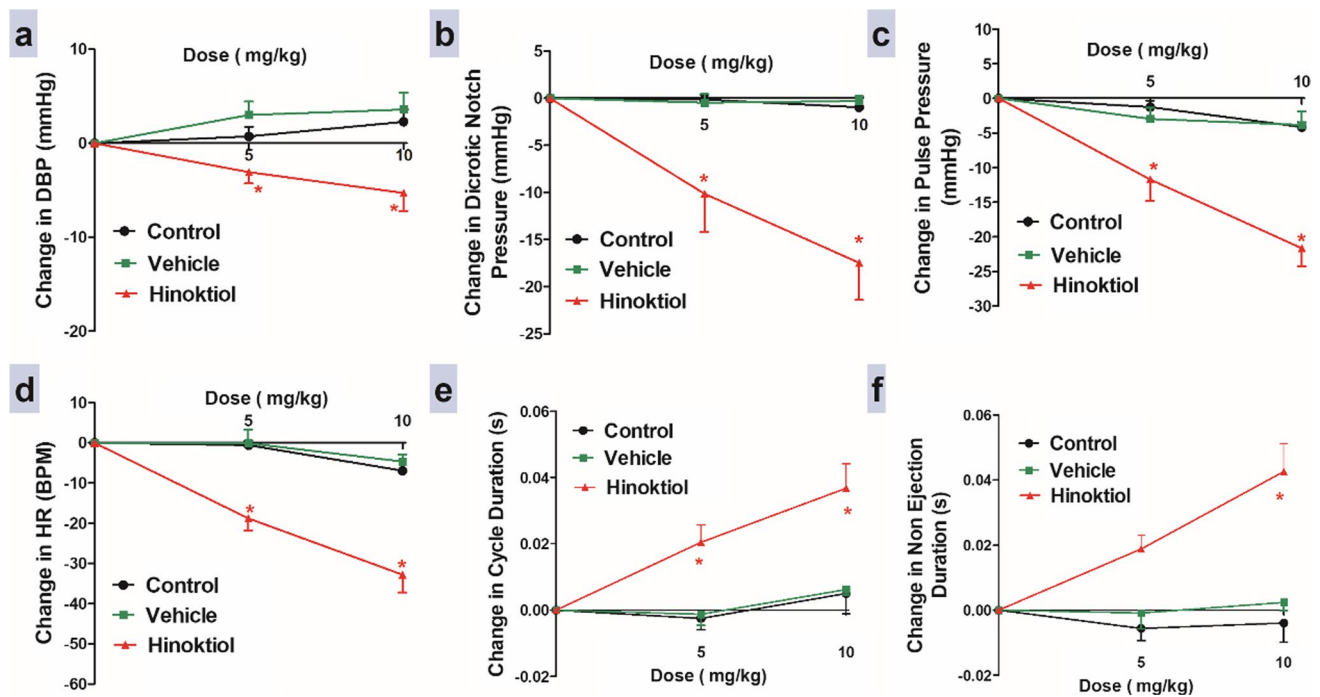 a
Dose ( mg/kg)
Change in DBP (mmHg)
10
0
-10
-20
5
10
*
*
Control
Vehicle
Hinoktiol
b
Dose ( mg/kg)
Change in Dicrotic Notch
Pressure (mmHg)
5
0
-5
-10
-15
-20
-25
5
10
*
*
Control
Vehicle
Hinoktiol
c
Dose ( mg/kg)
Change in Pulse Pressure
(mmHg)
10
5
0
-5
-10
-15
-20
-25
-30
5
10
*
*
Control
Vehicle
Hinoktiol
d
Dose ( mg/kg)
Change in HR (BPM)
10
0
-10
-20
-30
-40
-50
-60
5
10
*
*
Control
Vehicle
Hinoktiol
e
Change in Cycle Duration (s)
0.06
0.04
0.02
0.00
-0.02
Control
Vehicle
Hinoktiol
*
*
5
10
Dose ( mg/kg)
f
Change in Non Ejection
Duration (s)
0.06
0.04
0.02
0.00
-0.02
Control
Vehicle
Hinoktiol
*
5
10
Dose ( mg/kg)